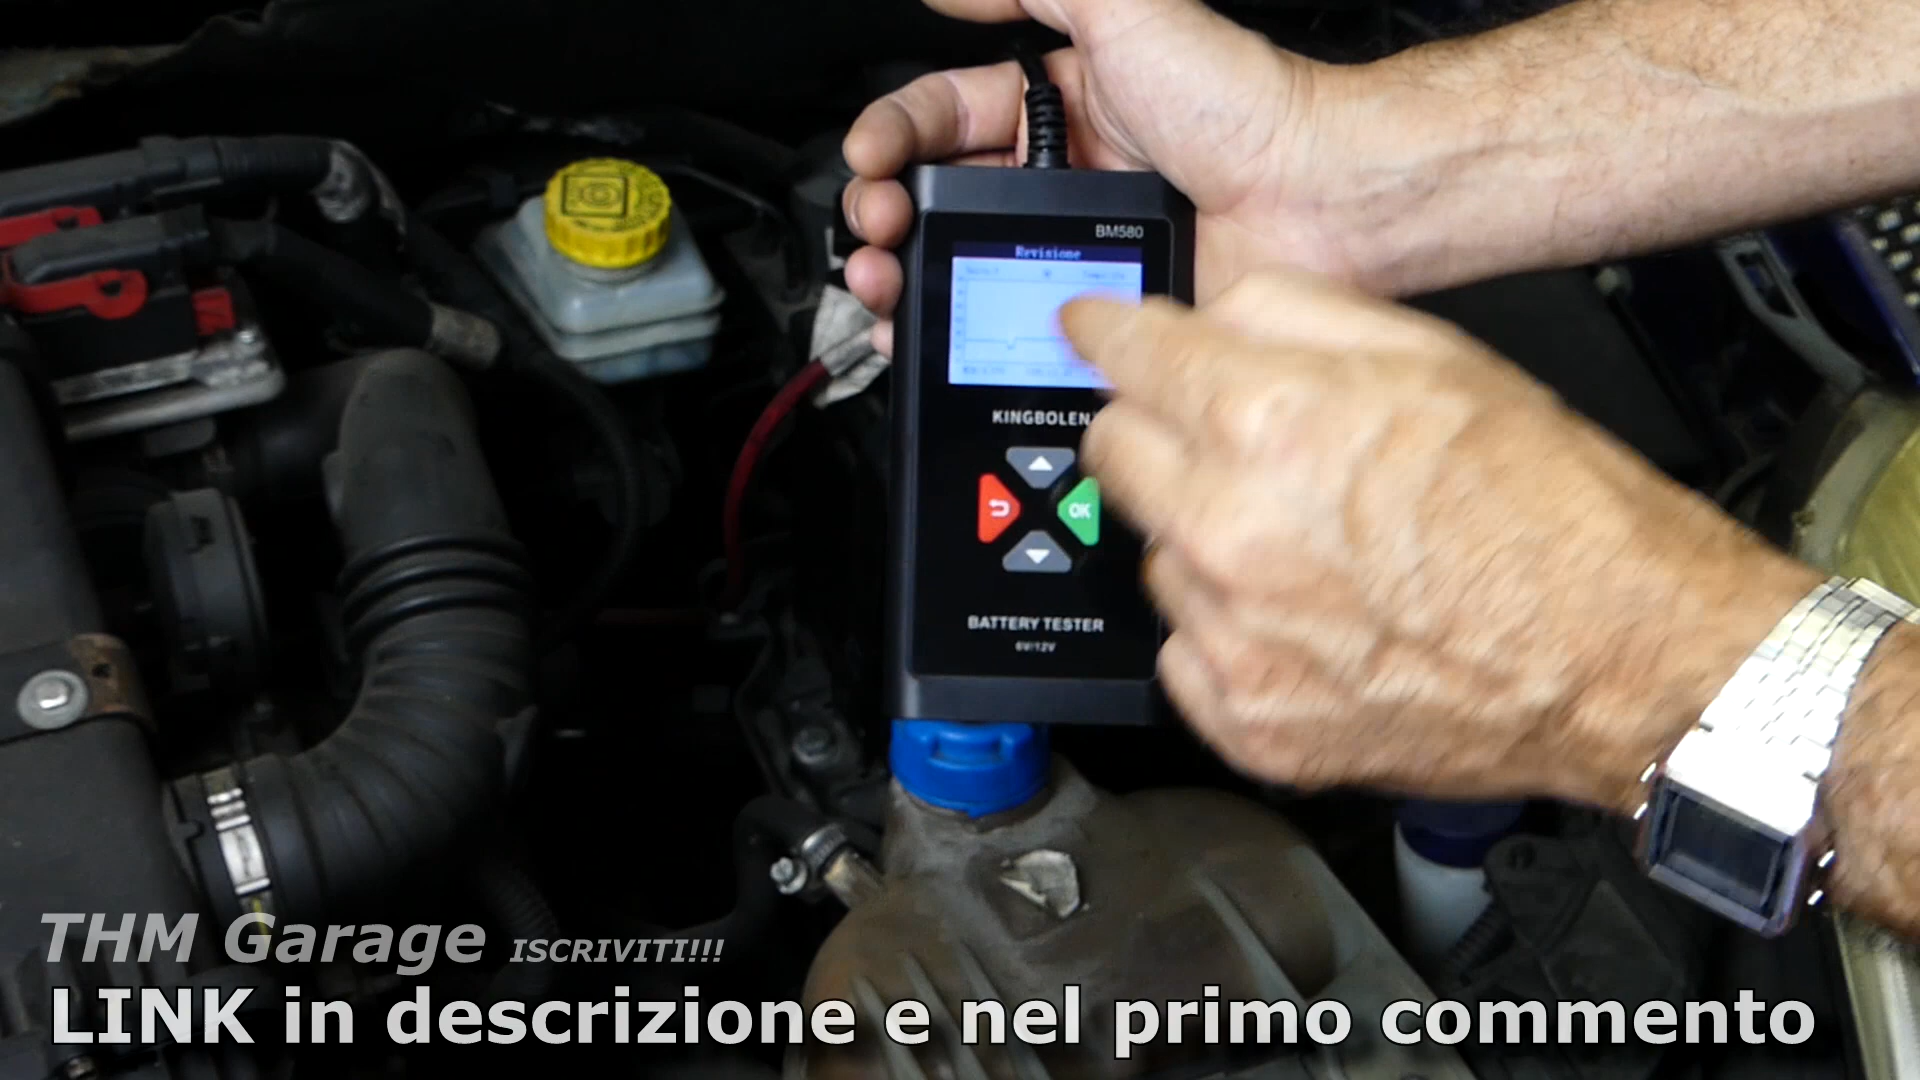 BM580
Revisione
KINGBOLEN
OK
BATTERY TESTER
6V/12V
THM Garage ISCRIVITI!!!
LINK in descrizione e nel primo commento